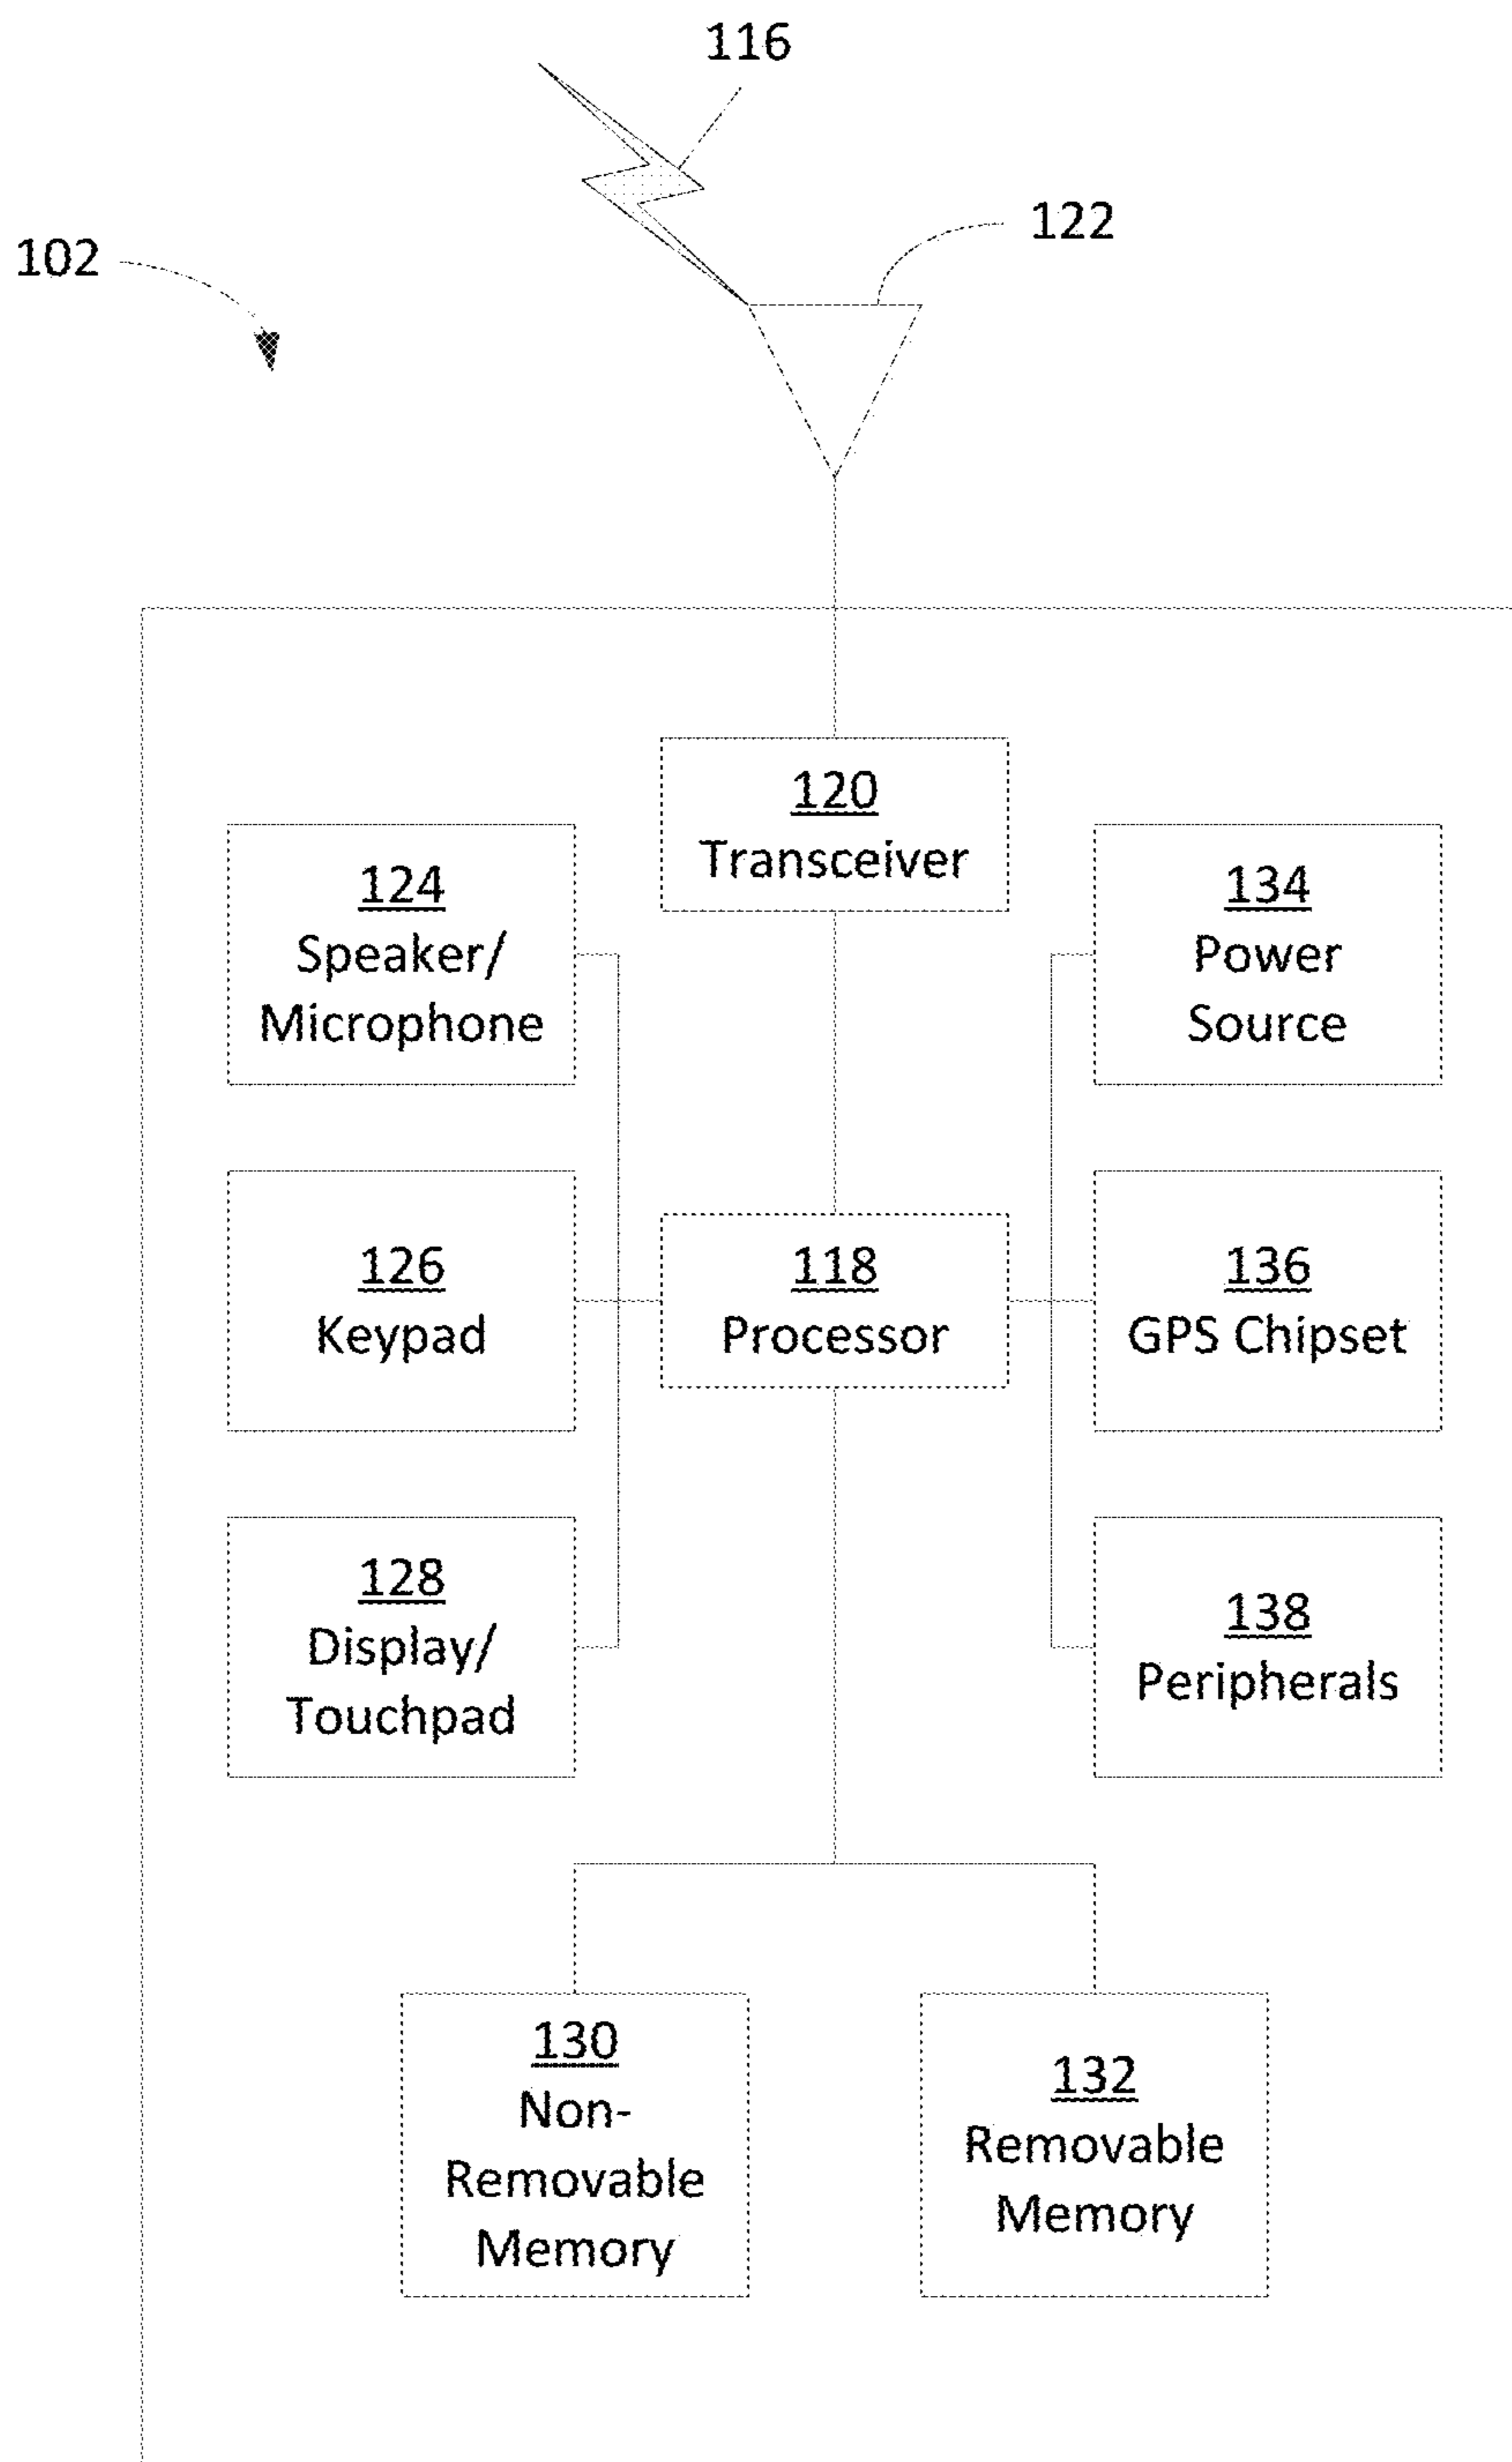 116
122
102
120
Transceiver
124
Speaker/
Microphone
134
Power
Source
126
Keypad
118
Processor
136
GPS Chipset
128
Display/
Touchpad
138
Peripherals
130
Non-
Removable
Memory
132
Removable
Memory